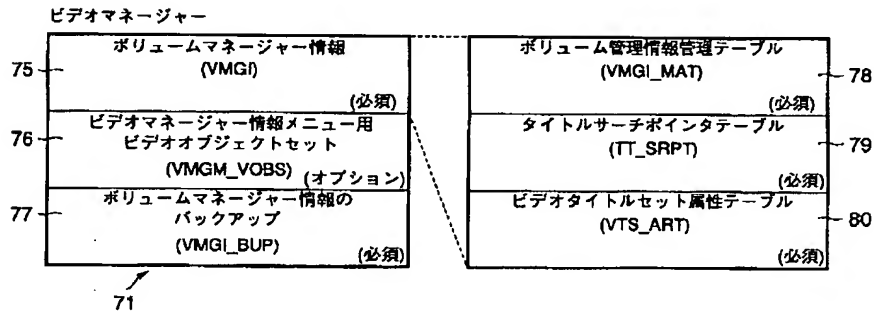 ビデオマネージャー
75
ボリュームマネージャー情報
(VMGI)
(必須)
76
ビデオマネージャー情報メニュー用
ビデオオブジェクトセット
(VMGM_VOBS)
(オプション)
77
ボリュームマネージャー情報の
バックアップ
(VMGI_BUP)
(必須)
71
ボリューム管理情報管理テーブル
(VMGI_MAT)
(必須)
78
タイトルサーチポインタテーブル
(TT_SRPT)
(必須)
79
ビデオタイトルセット属性テーブル
(VTS_ART)
(必須)
80